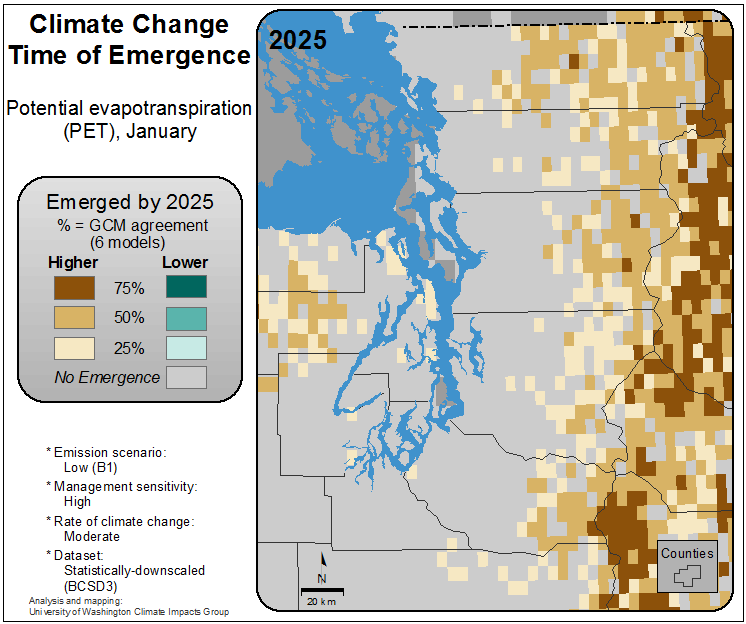 Climate Change
Time of Emergence
Potential evapotranspiration
(PET), January
Emerged by 2025
% = GCM agreement
(6 models)
Higher
Lower
75%
50%
25%
No Emergence
* Emission scenario:
Low (B1)
* Management sensitivity:
High
* Rate of climate change:
Moderate
* Dataset:
Statistically-downscaled
(BCSD3)
Analysis and mapping:
University of Washington Climate Impacts Group
2025
N
20 km
Counties